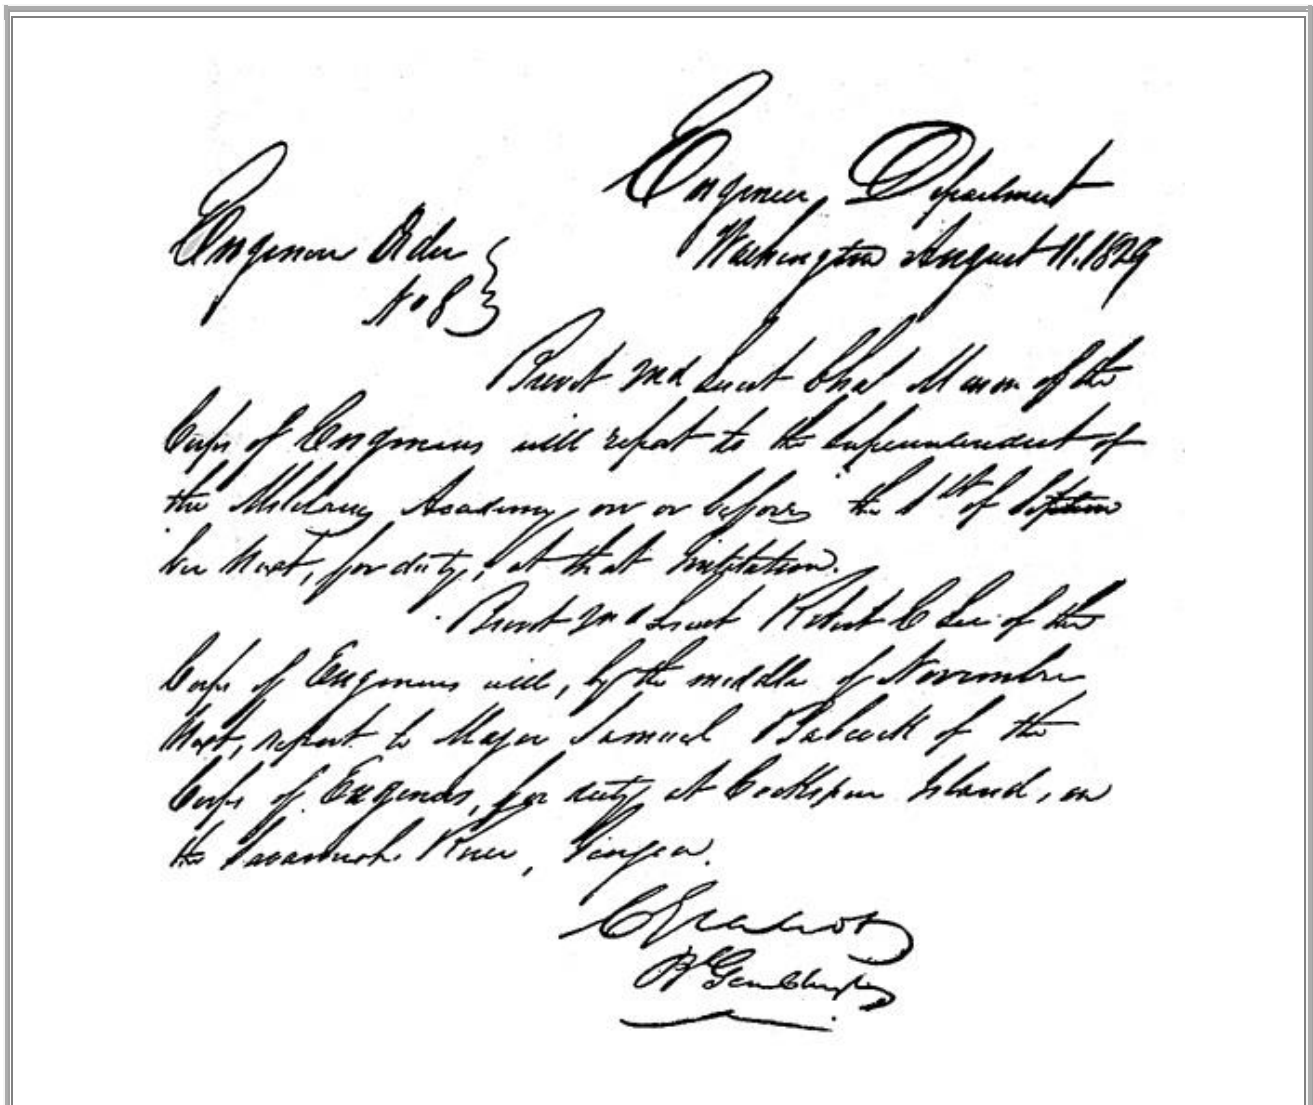 Engineer Department
Washington August 11. 1829
Engineer Order
No 8
Brevt 2nd Lieut Chas Mason of the
Corps of Engineers will report to the Superintendent of
the Military Academy on or before the 1st of Septem
ber Next, for duty, at that institution.
Brevt 2nd Lieut Robert E Lee of the
Corps of Engineers will, by the middle of November
Next, report to Major Samuel Babcock of the
Corps of Engineers, for duty at Cockspur Island, on
the Savannah River, Georgia.
C Gratiot